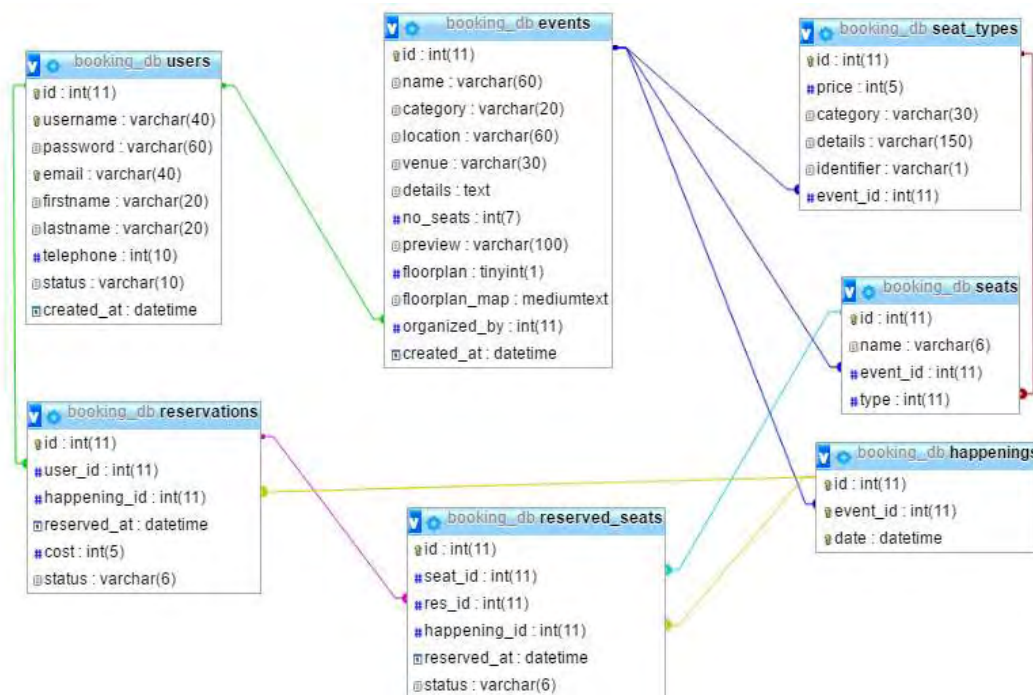 booking_db users
id : int(11)
username : varchar(40)
password : varchar(60)
email : varchar(40)
firstname : varchar(20)
lastname : varchar(20)
# telephone : int(10)
status : varchar(10)
created_at : datetime
booking_db events
id : int(11)
name : varchar(60)
category : varchar(20)
location : varchar(60)
venue : varchar(30)
details : text
# no_seats : int(7)
preview : varchar(100)
# floorplan : tinyint(1)
floorplan_map : mediumtext
# organized_by : int(11)
created_at : datetime
booking_db seat_types
id : int(11)
# price : int(5)
category : varchar(30)
details : varchar(150)
identifier : varchar(1)
# event_id : int(11)
booking_db seats
id : int(11)
name : varchar(6)
# event_id : int(11)
# type : int(11)
booking_db reservations
id : int(11)
# user_id : int(11)
# happening_id : int(11)
reserved_at : datetime
# cost : int(5)
status : varchar(6)
booking_db reserved_seats
id : int(11)
# seat_id : int(11)
# res_id : int(11)
# happening_id : int(11)
reserved_at : datetime
status : varchar(6)
booking_db happenings
id : int(11)
event_id : int(11)
date : datetime